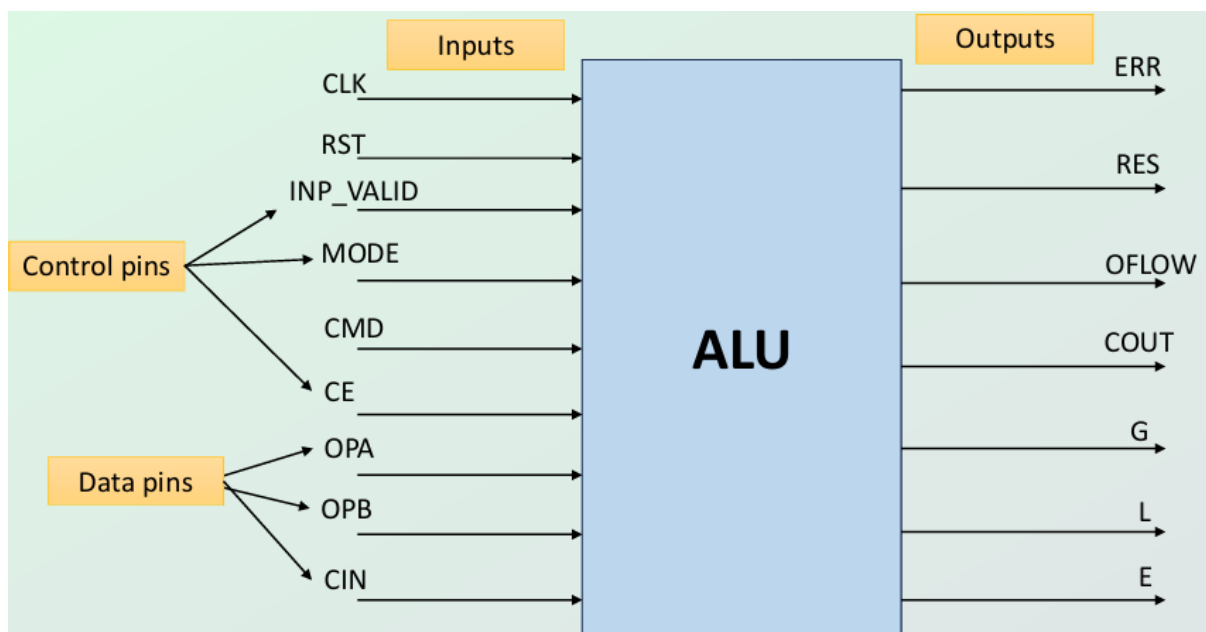 Inputs
Outputs
CLK
RST
INP_VALID
MODE
CMD
CE
OPA
OPB
CIN
Control pins
Data pins
ALU
ERR
RES
OFLOW
COUT
G
L
E